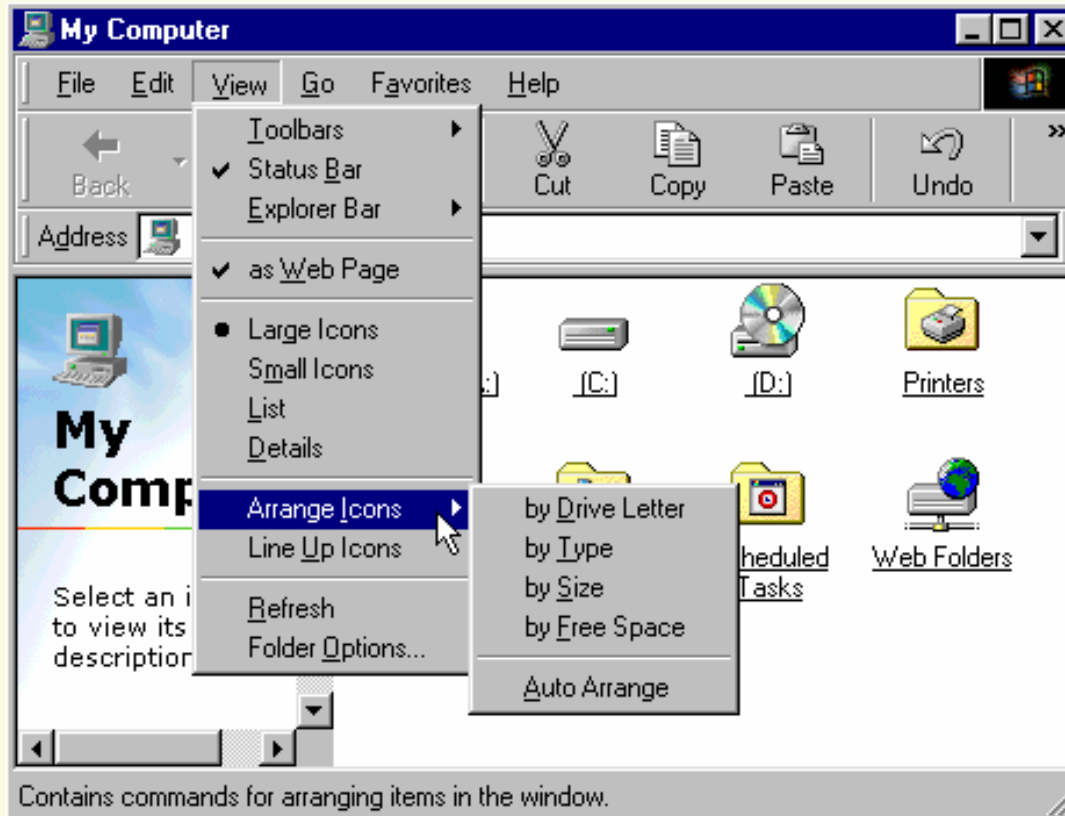 My Computer
File Edit View Go Favorites Help
Back Cut Copy Paste Undo
Address
Toolbars
Status Bar
Explorer Bar
as Web Page
Large Icons
Small Icons
List
Details
Arrange Icons
Line Up Icons
Refresh
Folder Options...
by Drive Letter
by Type
by Size
by Free Space
Auto Arrange
My
Comp
Select an i
to view its
description
:)
(C:)
(D:)
Printers
heduled
Tasks
Web Folders
Contains commands for arranging items in the window.